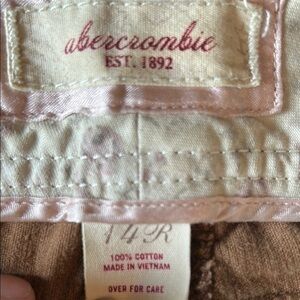 abercrombie
EST. 1892
14R
100% COTTON
MADE IN VIETNAM
OVER FOR CARE